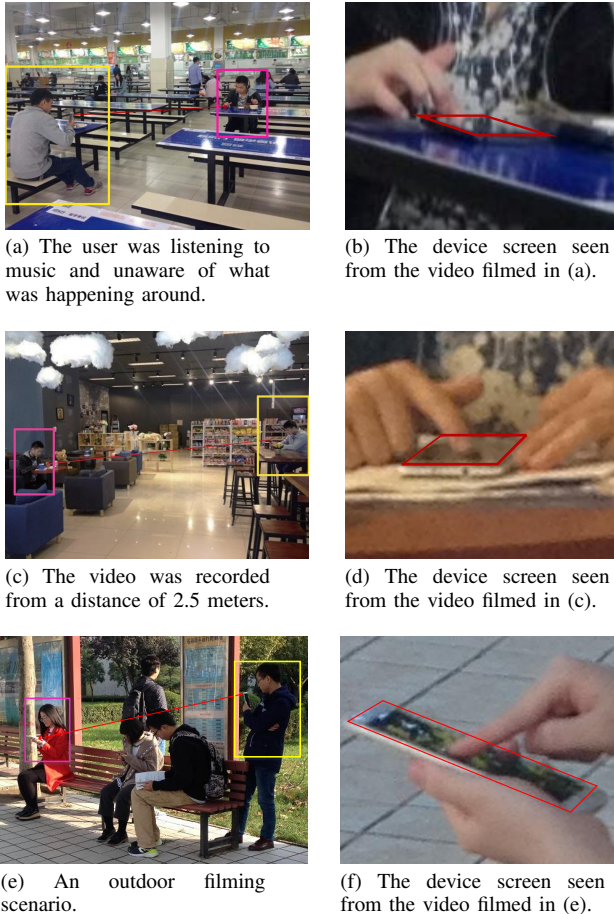 (a) The user was listening to
music and unaware of what
was happening around.
(b) The device screen seen
from the video filmed in (a).
(c) The video was recorded
from a distance of 2.5 meters.
(d) The device screen seen
from the video filmed in (c).
(e) An outdoor filming
scenario.
(f) The device screen seen
from the video filmed in (e).